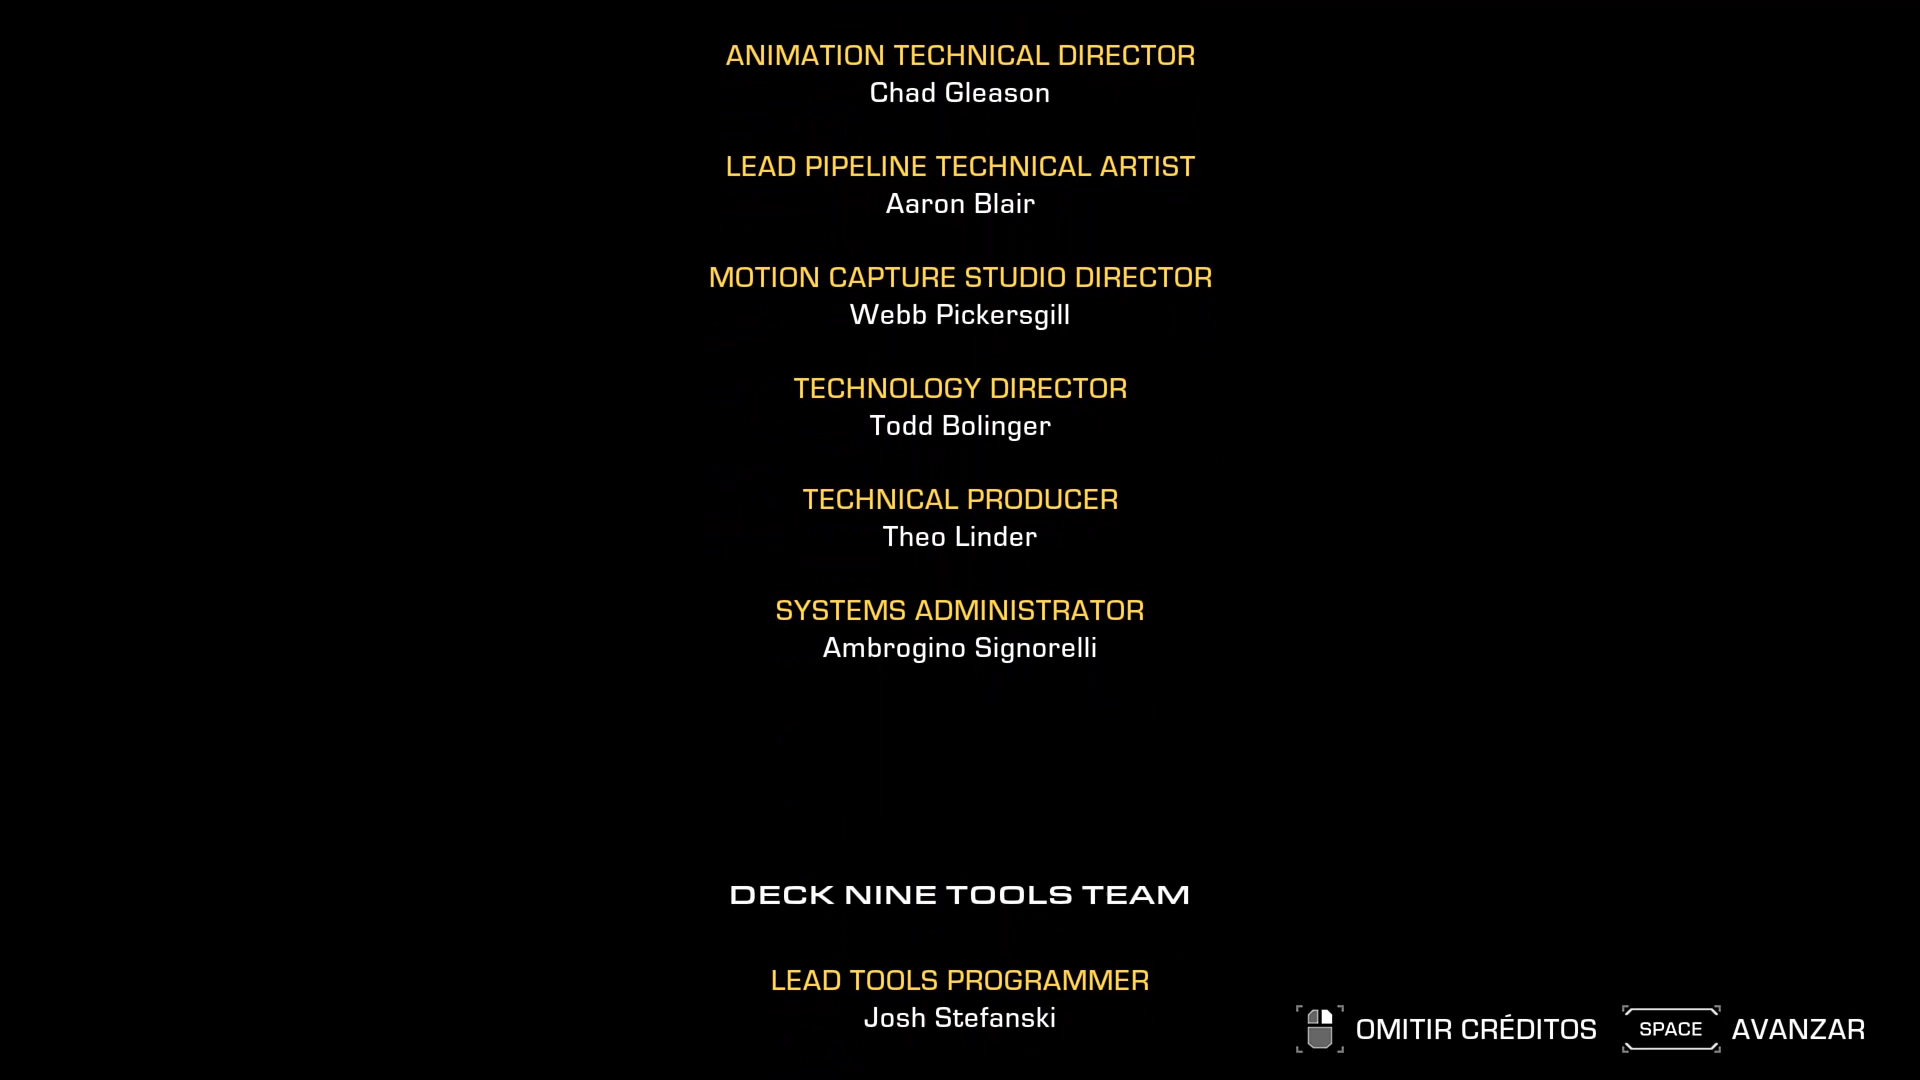 ANIMATION TECHNICAL DIRECTOR
Chad Gleason
LEAD PIPELINE TECHNICAL ARTIST
Aaron Blair
MOTION CAPTURE STUDIO DIRECTOR
Webb Pickersgill
TECHNOLOGY DIRECTOR
Todd Bolinger
TECHNICAL PRODUCER
Theo Linder
SYSTEMS ADMINISTRATOR
Ambrogino Signorelli
DECK NINE TOOLS TEAM
LEAD TOOLS PROGRAMMER
Josh Stefanski
OMITIR CRÉDITOS SPACE AVANZAR